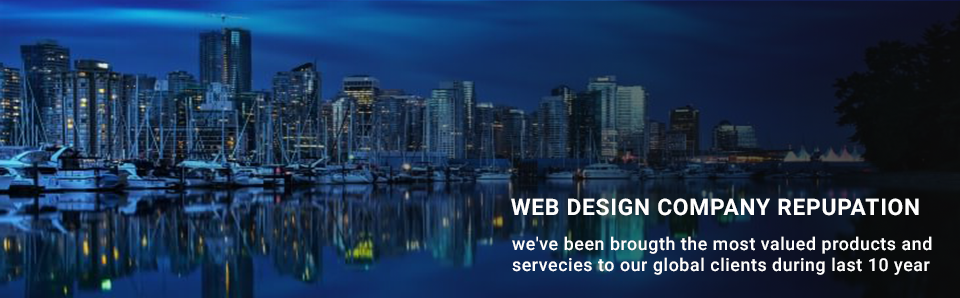 WEB DESIGN COMPANY REPUPATION
we've been brougth the most valued products and
servecies to our global clients during last 10 year